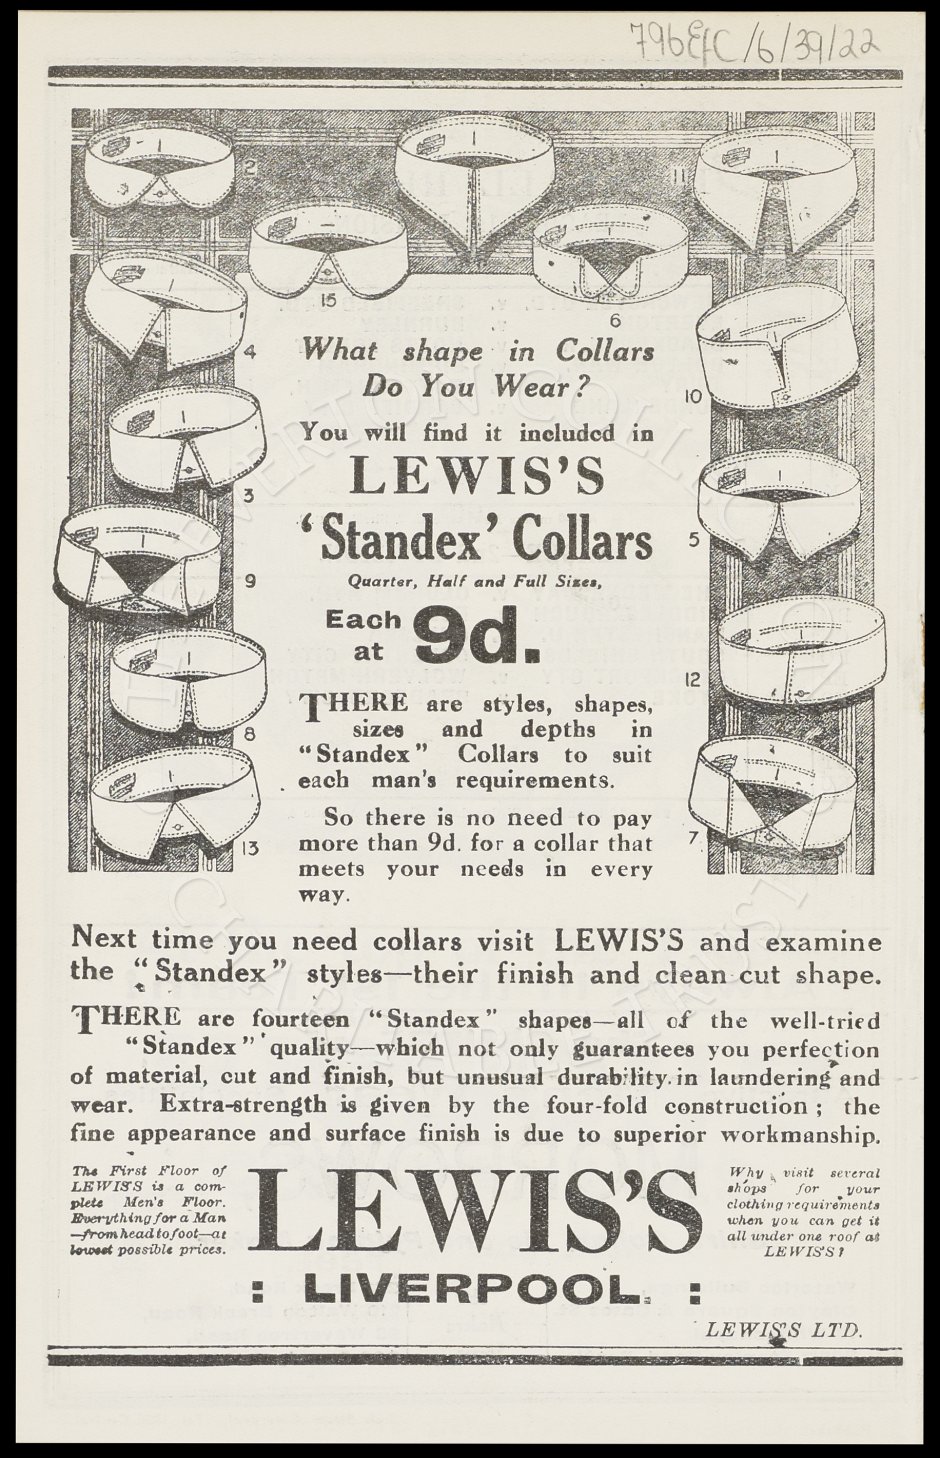 796EFC/6/39/22
2
11
15
6
4
10
3
5
9
12
8
13
7
What shape in Collars
Do You Wear?
You will find it included in
LEWIS'S
'Standex' Collars
Quarter, Half and Full Sizes,
Each
at 9d.
THERE are styles, shapes,
sizes and depths in
"Standex" Collars to suit
each man's requirements.
So there is no need to pay
more than 9d. for a collar that
meets your needs in every
way.
Next time you need collars visit LEWIS'S and examine
the "Standex" styles—their finish and clean cut shape.
THERE are fourteen "Standex" shapes—all of the well-tried
"Standex" quality—which not only guarantees you perfection
of material, cut and finish, but unusual durability in laundering and
wear. Extra-strength is given by the four-fold construction; the
fine appearance and surface finish is due to superior workmanship.
The First Floor of
LEWIS'S is a com-
plete Men's Floor.
Everything for a Man
—from head to foot—at
lowest possible prices.
LEWIS'S
: LIVERPOOL. :
Why visit several
shops for your
clothing requirements
when you can get it
all under one roof at
LEWIS'S?
LEWIS'S LTD.
EVERTON COLLECTION
CHARITABLE TRUST